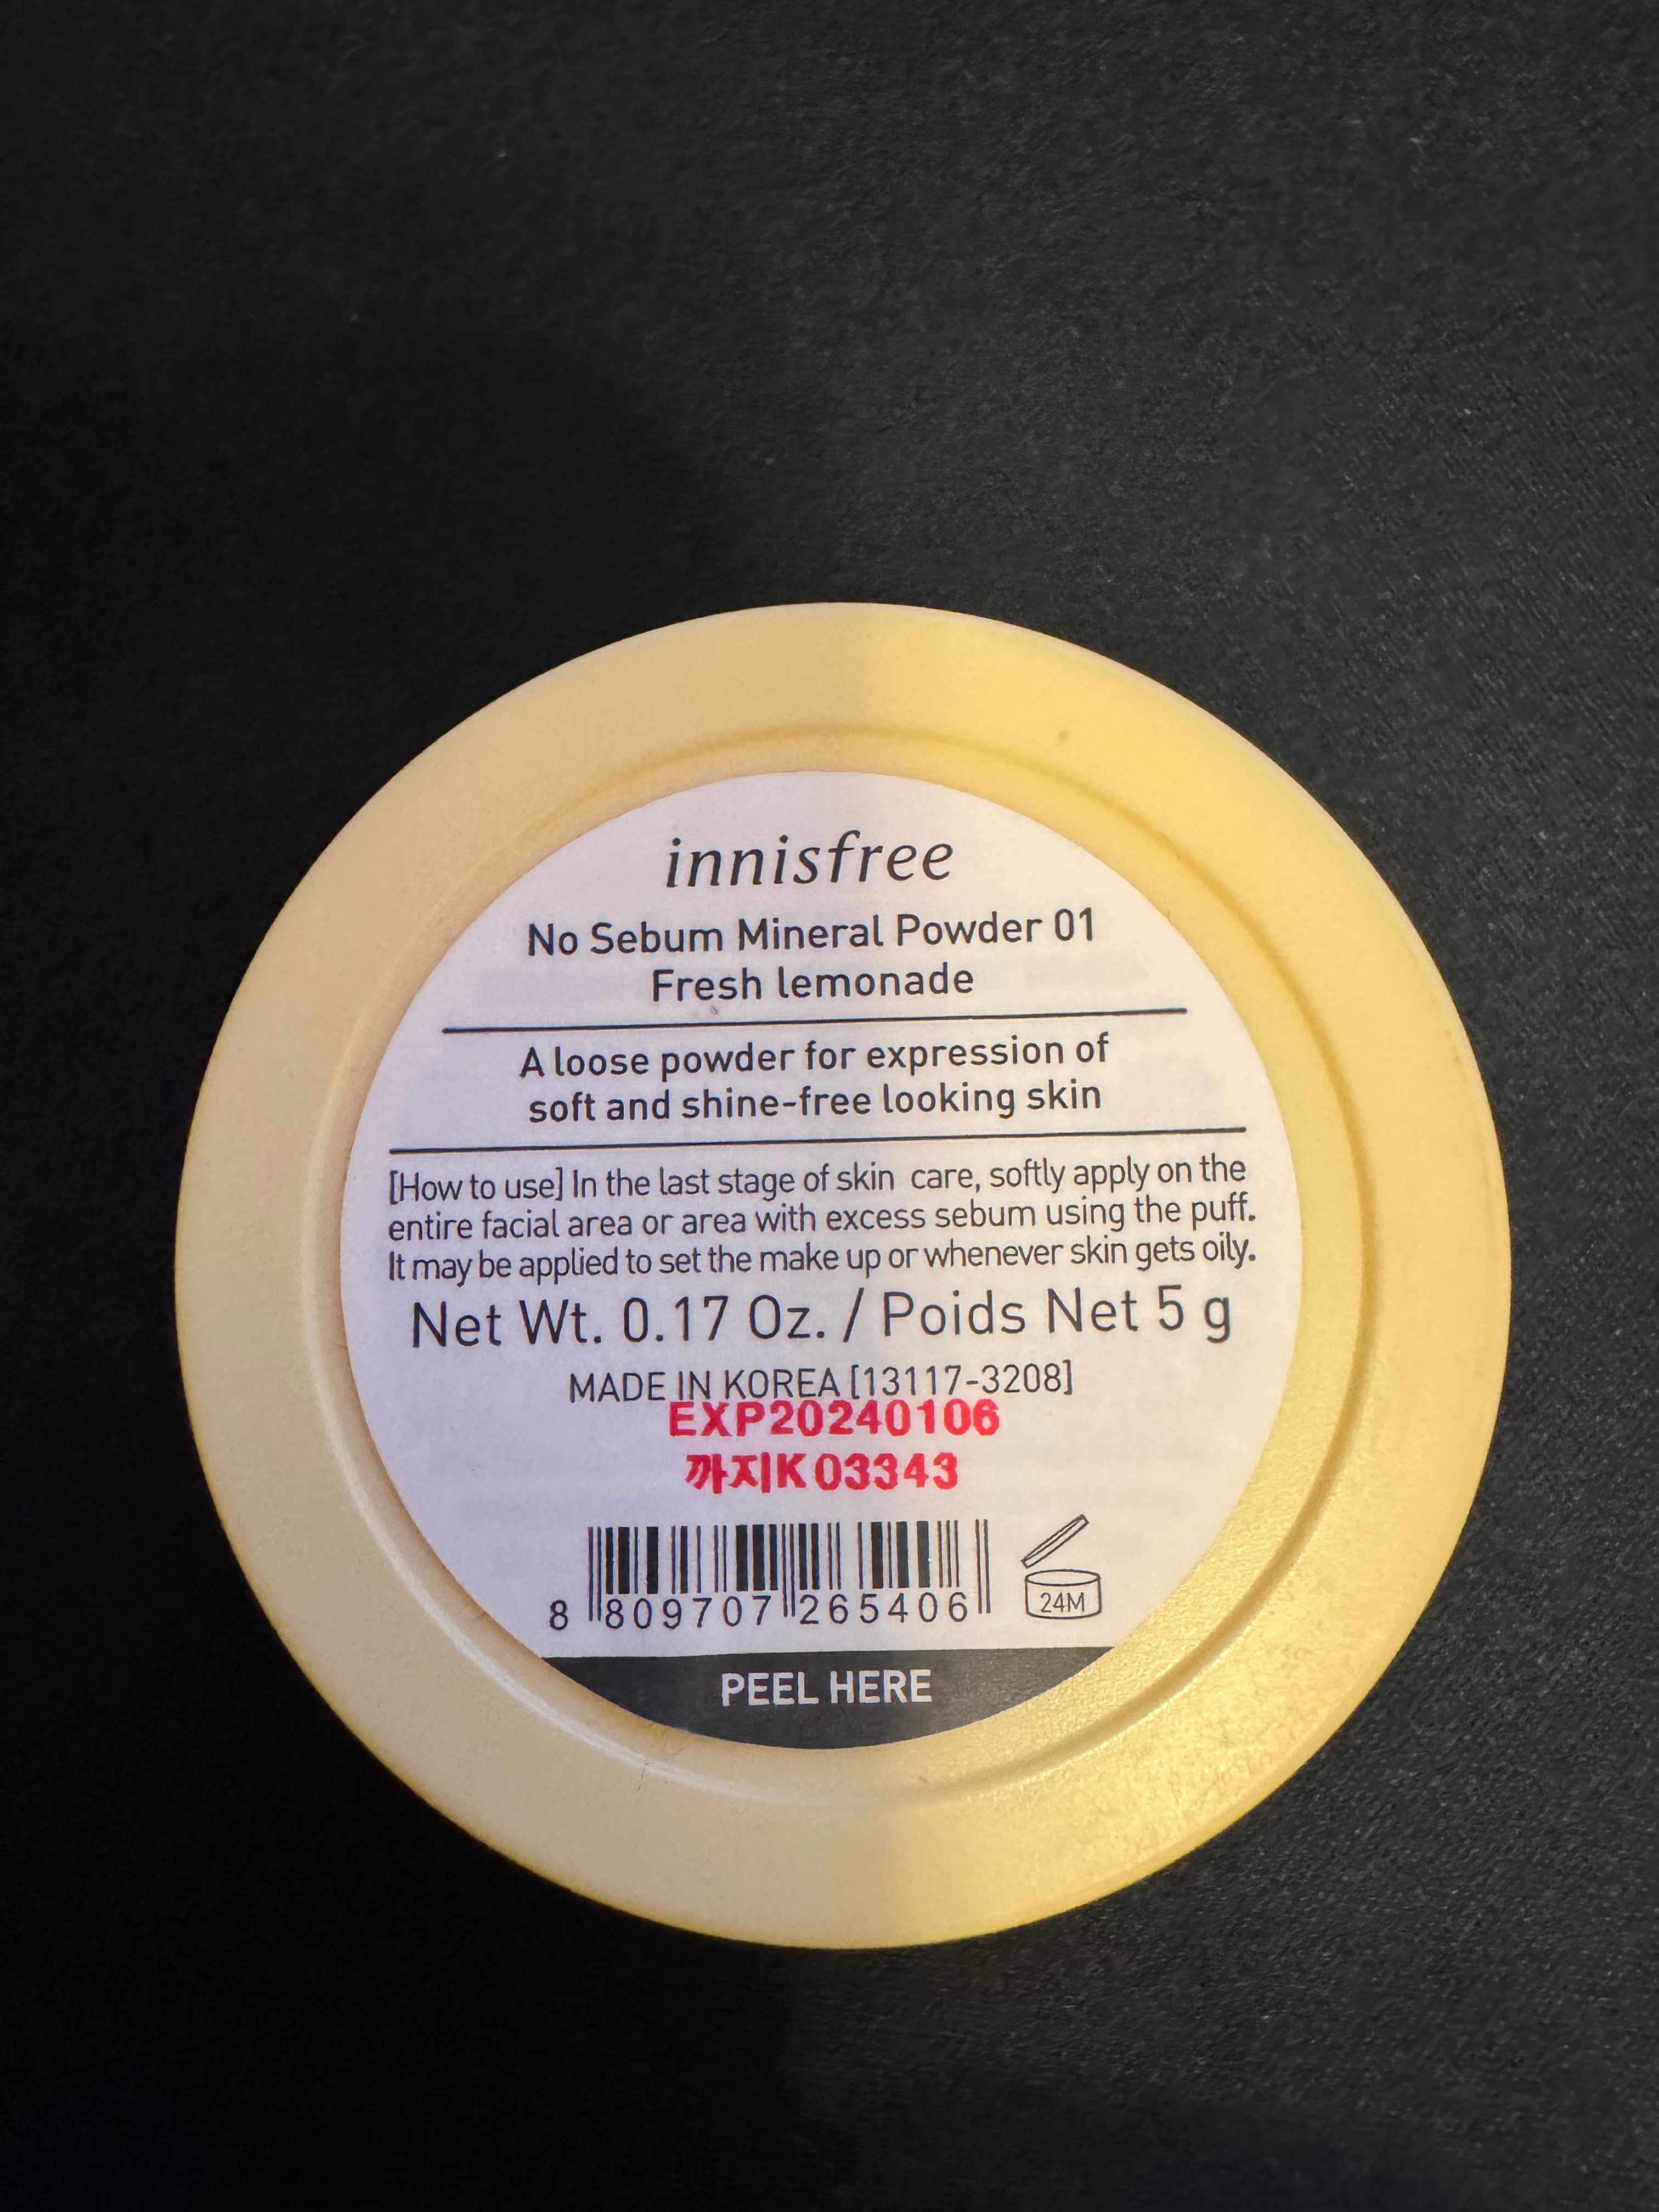 innisfree
No Sebum Mineral Powder 01
Fresh lemonade
A loose powder for expression of
soft and shine-free looking skin
[How to use] In the last stage of skin care, softly apply on the
entire facial area or area with excess sebum using the puff.
It may be applied to set the make up or whenever skin gets oily.
Net Wt. 0.17 Oz. / Poids Net 5 g
MADE IN KOREA [13117-3208]
EXP20240106
까지K03343
8 809707 265406
24M
PEEL HERE